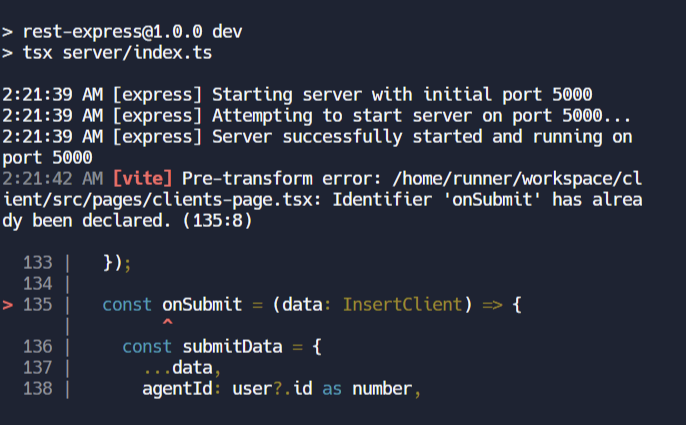 > rest-express@1.0.0 dev
> tsx server/index.ts
2:21:39 AM [express] Starting server with initial port 5000
2:21:39 AM [express] Attempting to start server on port 5000...
2:21:39 AM [express] Server successfully started and running on
port 5000
2:21:42 AM [vite] Pre-transform error: /home/runner/workspace/cl
ient/src/pages/clients-page.tsx: Identifier 'onSubmit' has alrea
dy been declared. (135:8)
  133 |   });
  134 |
> 135 |   const onSubmit = (data: InsertClient) => {
      |         ^
  136 |     const submitData = {
  137 |       ...data,
  138 |       agentId: user?.id as number,